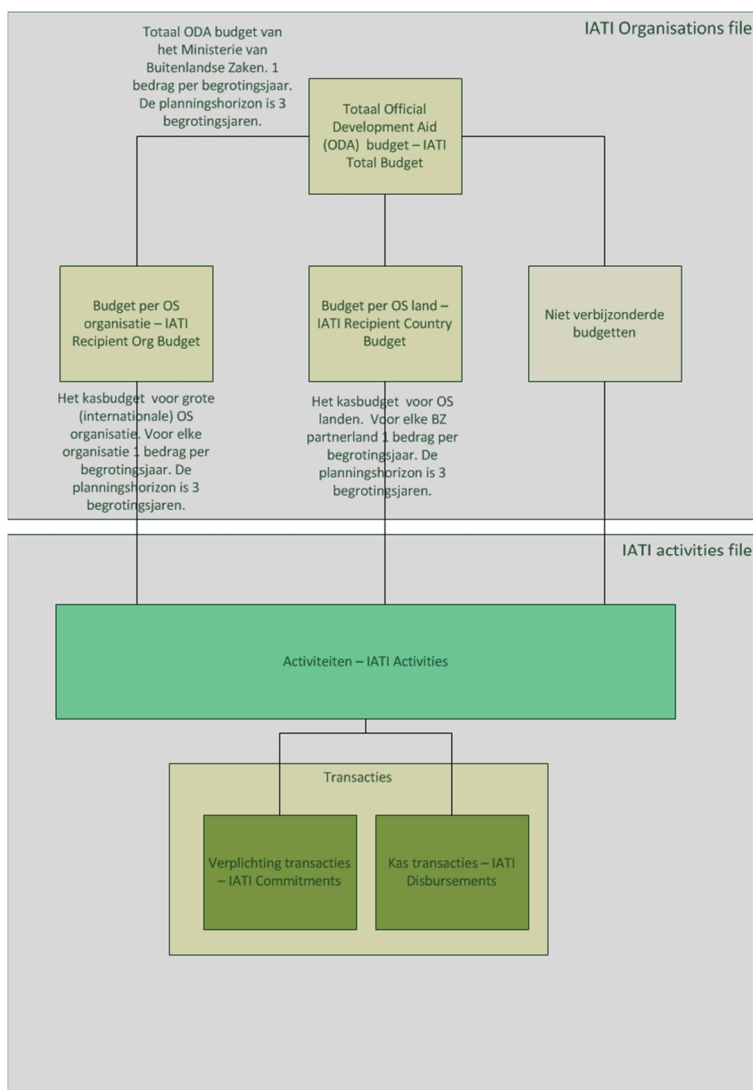 IATI Organisations file
Totaal ODA budget van
het Ministerie van
Buitenlandse Zaken. 1
bedrag per begrotingsjaar.
De planningshorizon is 3
begrotingsjaren.
Totaal Official
Development Aid
(ODA) budget – IATI
Total Budget
Budget per OS
organisatie – IATI
Recipient Org Budget
Budget per OS land –
IATI Recipient Country
Budget
Niet verbijzonderde
budgetten
Het kasbudget voor grote
(internationale) OS
organisatie. Voor elke
organisatie 1 bedrag per
begrotingsjaar. De
planningshorizon is 3
begrotingsjaren.
Het kasbudget voor OS
landen. Voor elke BZ
partnerland 1 bedrag per
begrotingsjaar. De
planningshorizon is 3
begrotingsjaren.
IATI activities file
Activiteiten – IATI Activities
Transacties
Verplichting transacties
– IATI Commitments
Kas transacties – IATI
Disbursements